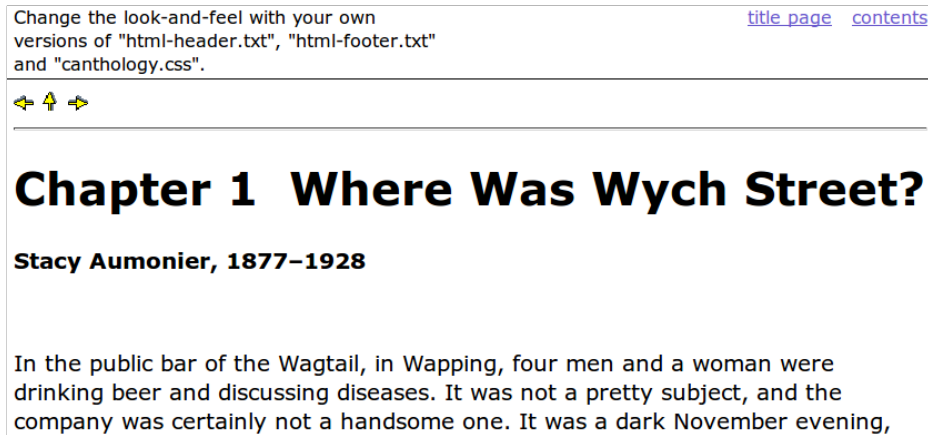 Change the look-and-feel with your own
versions of "html-header.txt", "html-footer.txt"
and "canthology.css".
title page contents
Chapter 1 Where Was Wych Street?
Stacy Aumonier, 1877–1928
In the public bar of the Wagtail, in Wapping, four men and a woman were
drinking beer and discussing diseases. It was not a pretty subject, and the
company was certainly not a handsome one. It was a dark November evening,